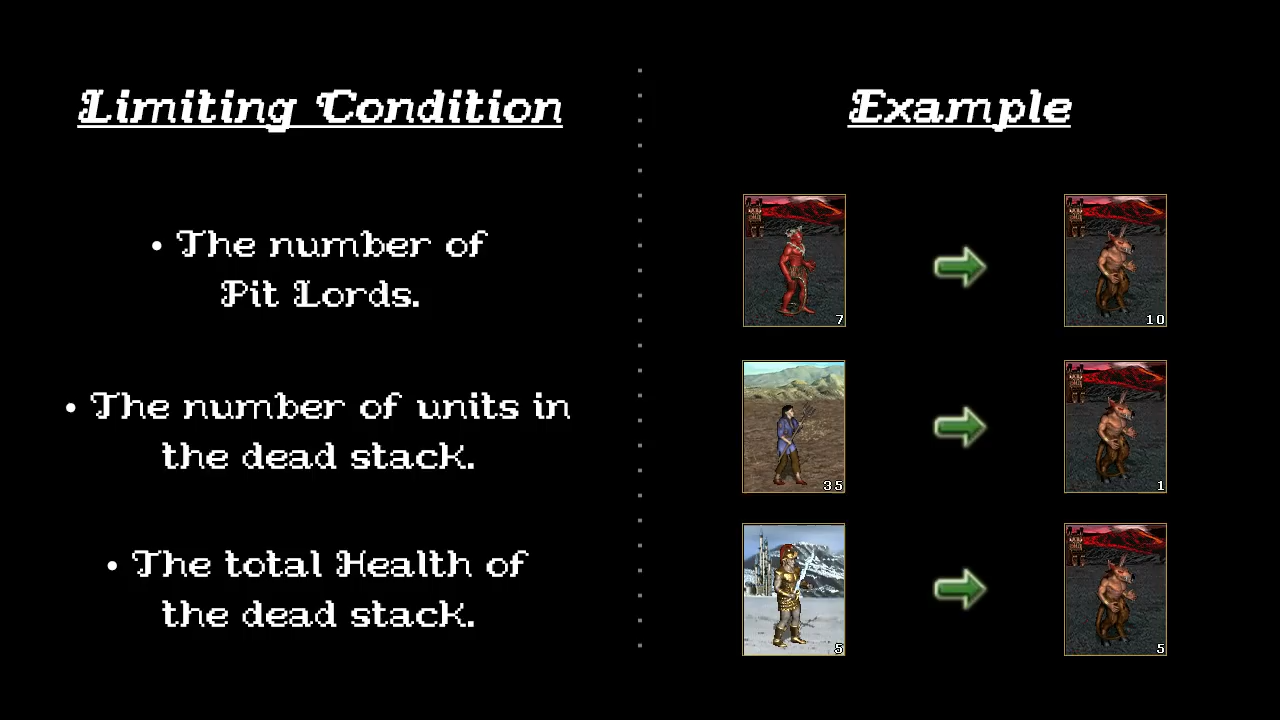 Limiting Condition
Example
• The number of
Pit Lords.
7
10
• The number of units in
the dead stack.
35
1
• The total Health of
the dead stack.
5
5